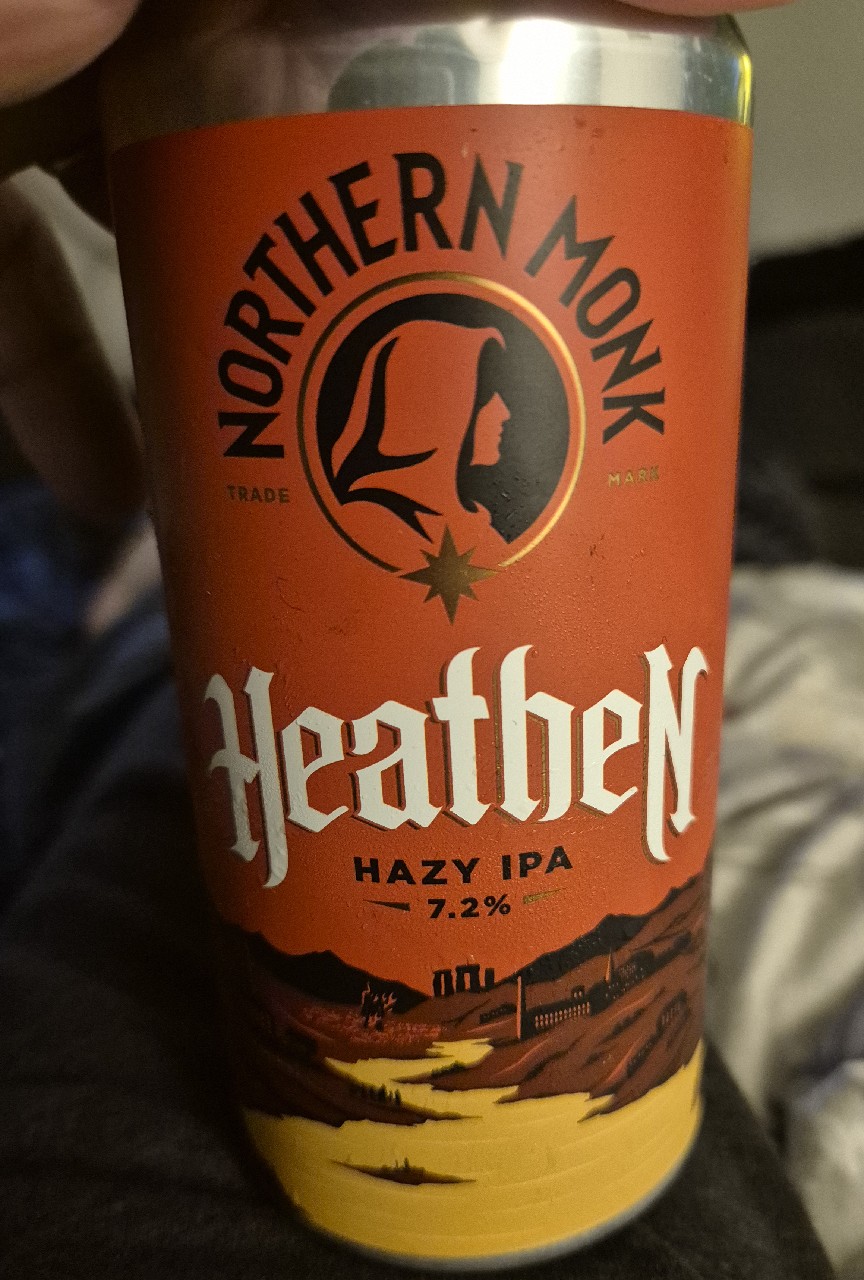 NORTHERN MONK
TRADE MARK
HeatheN
HAZY IPA
7.2%